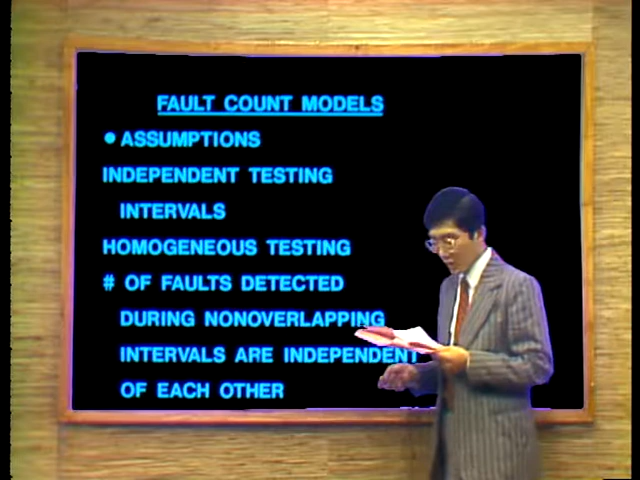 FAULT COUNT MODELS
• ASSUMPTIONS
INDEPENDENT TESTING
INTERVALS
HOMOGENEOUS TESTING
# OF FAULTS DETECTED
DURING NONOVERLAPPING
INTERVALS ARE INDEPENDENT
OF EACH OTHER